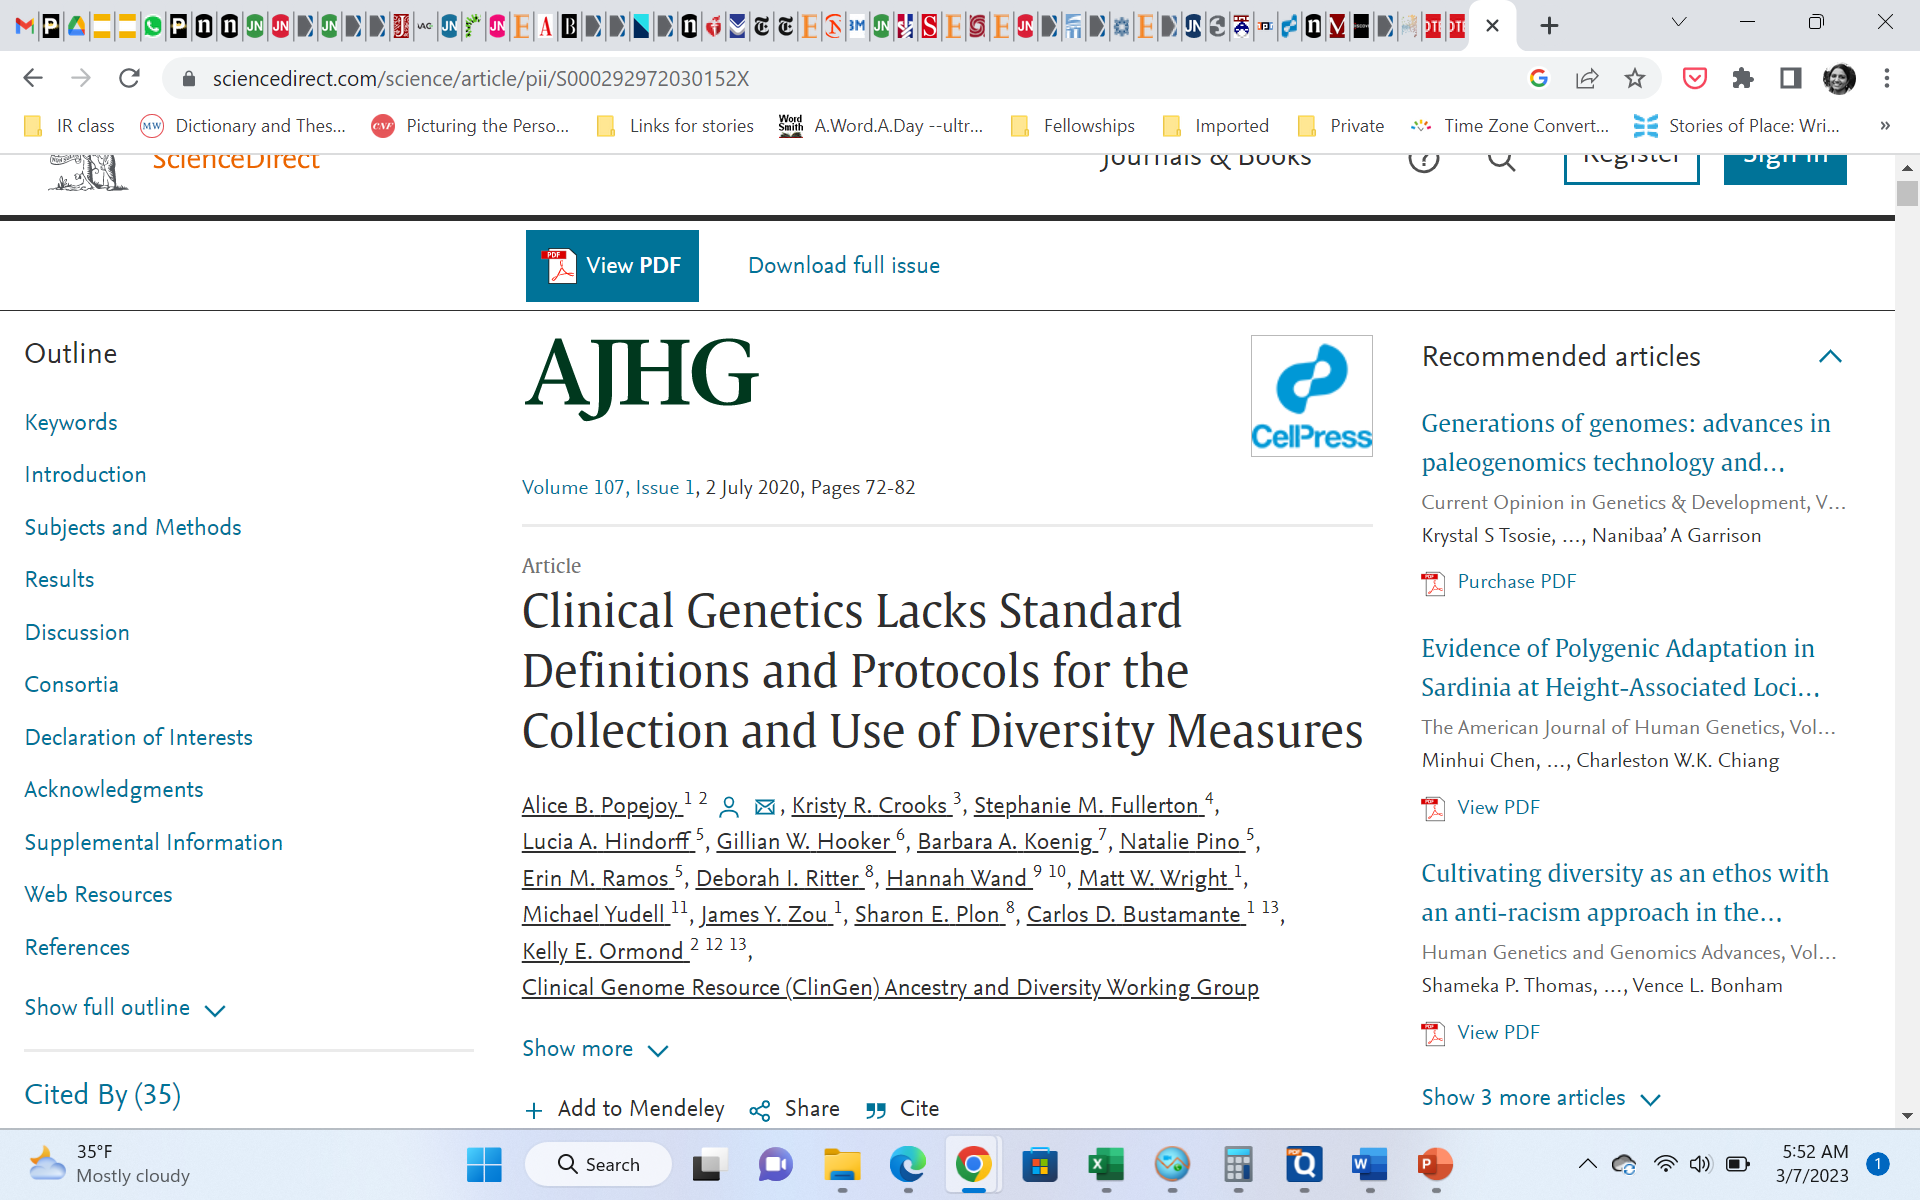 sciencedirect.com/science/article/pii/S000292972030152X
IR class
Dictionary and Thes...
Picturing the Perso...
Links for stories
Word Smith
A.Word.A.Day --ultr...
Fellowships
Imported
Private
Time Zone Convert...
Stories of Place: Wri...
»
ScienceDirect
Journals & Books
Register
Sign in
View PDF
Download full issue
Outline
Keywords
Introduction
Subjects and Methods
Results
Discussion
Consortia
Declaration of Interests
Acknowledgments
Supplemental Information
Web Resources
References
Show full outline
Cited By (35)
AJHG
CellPress
Volume 107, Issue 1, 2 July 2020, Pages 72-82
Article
Clinical Genetics Lacks Standard
Definitions and Protocols for the
Collection and Use of Diversity Measures
Alice B. Popejoy 1 2, Kristy R. Crooks 3, Stephanie M. Fullerton 4,
Lucia A. Hindorff 5, Gillian W. Hooker 6, Barbara A. Koenig 7, Natalie Pino 5,
Erin M. Ramos 5, Deborah I. Ritter 8, Hannah Wand 9 10, Matt W. Wright 1,
Michael Yudell 11, James Y. Zou 1, Sharon E. Plon 8, Carlos D. Bustamante 1 13,
Kelly E. Ormond 2 12 13,
Clinical Genome Resource (ClinGen) Ancestry and Diversity Working Group
Show more
Add to Mendeley
Share
Cite
Recommended articles
Generations of genomes: advances in
paleogenomics technology and...
Current Opinion in Genetics & Development, V...
Krystal S Tsosie, ..., Nanibaa' A Garrison
Purchase PDF
Evidence of Polygenic Adaptation in
Sardinia at Height-Associated Loci...
The American Journal of Human Genetics, Vol...
Minhui Chen, ..., Charleston W.K. Chiang
View PDF
Cultivating diversity as an ethos with
an anti-racism approach in the...
Human Genetics and Genomics Advances, Vol...
Shameka P. Thomas, ..., Vence L. Bonham
View PDF
Show 3 more articles
35°F
Mostly cloudy
Search
5:52 AM
3/7/2023
1